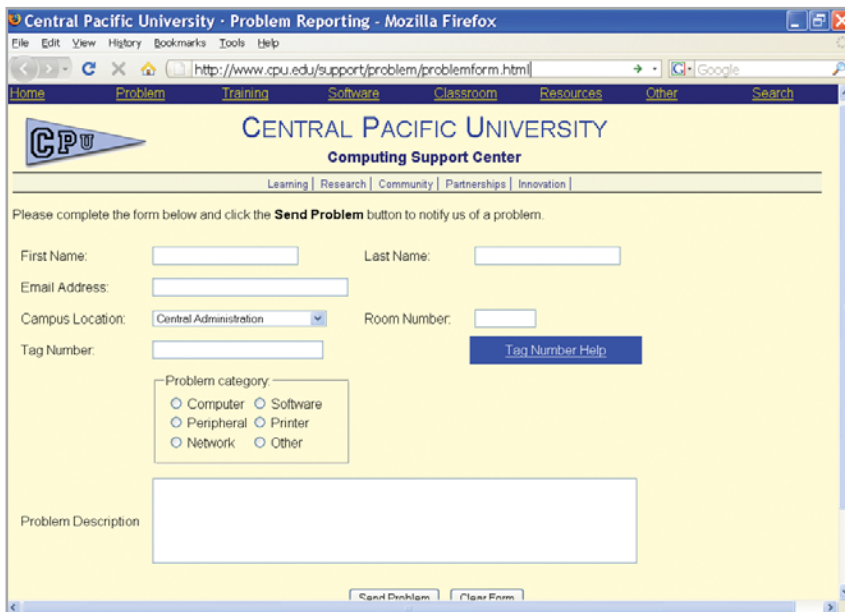 Central Pacific University · Problem Reporting - Mozilla Firefox
File Edit View History Bookmarks Tools Help
http://www.cpu.edu/support/problem/problemform.html G Google
Home Problem Training Software Classroom Resources Other Search
CPU
CENTRAL PACIFIC UNIVERSITY
Computing Support Center
Learning | Research | Community | Partnerships | Innovation |
Please complete the form below and click the Send Problem button to notify us of a problem.
First Name: Last Name:
Email Address:
Campus Location: Central Administration Room Number:
Tag Number: Tag Number Help
Problem category:
Computer Software
Peripheral Printer
Network Other
Problem Description
Send Problem Clear Form